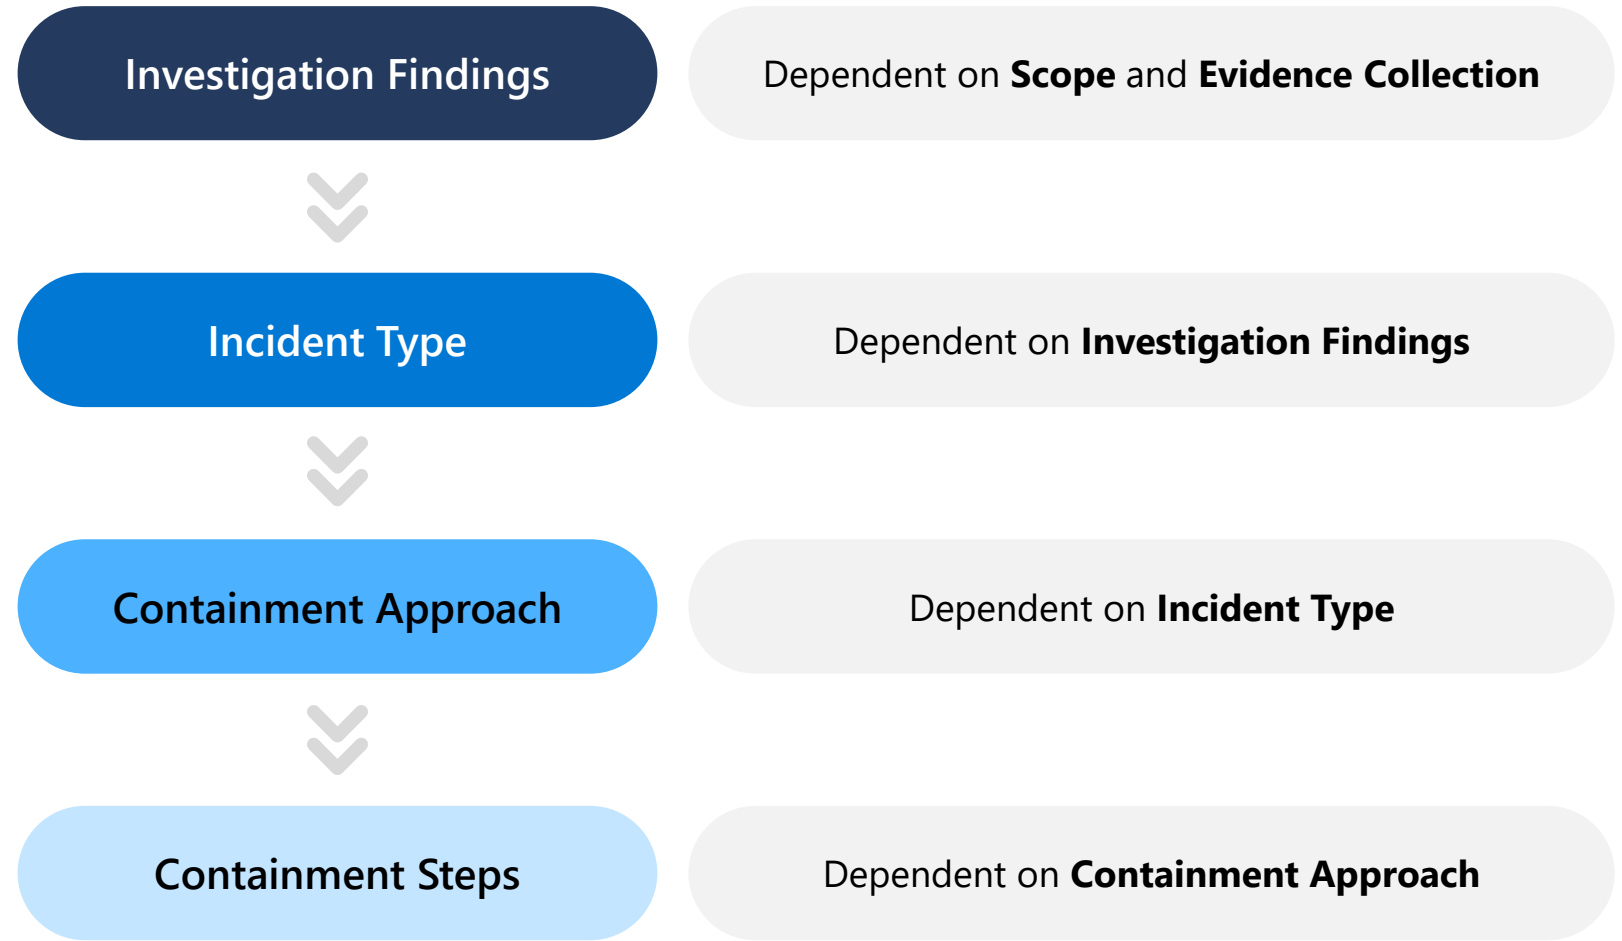 Investigation Findings
Dependent on Scope and Evidence Collection
Incident Type
Dependent on Investigation Findings
Containment Approach
Dependent on Incident Type
Containment Steps
Dependent on Containment Approach